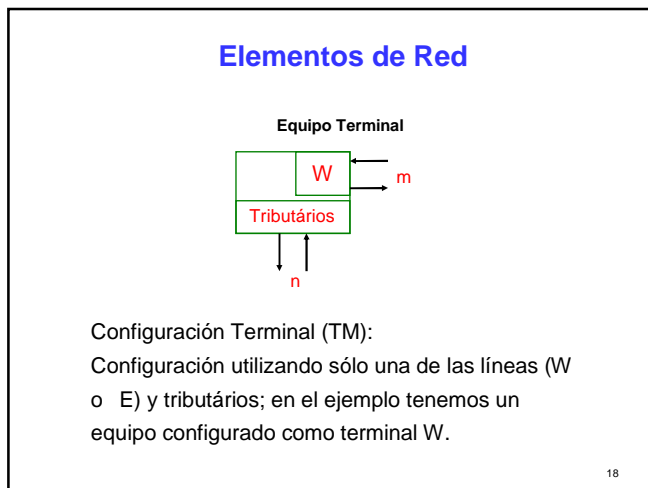 Elementos de Red
Equipo Terminal
W
m
Tributários
n
Configuración Terminal (TM):
Configuración utilizando sólo una de las líneas (W
o E) y tributários; en el ejemplo tenemos un
equipo configurado como terminal W.
18